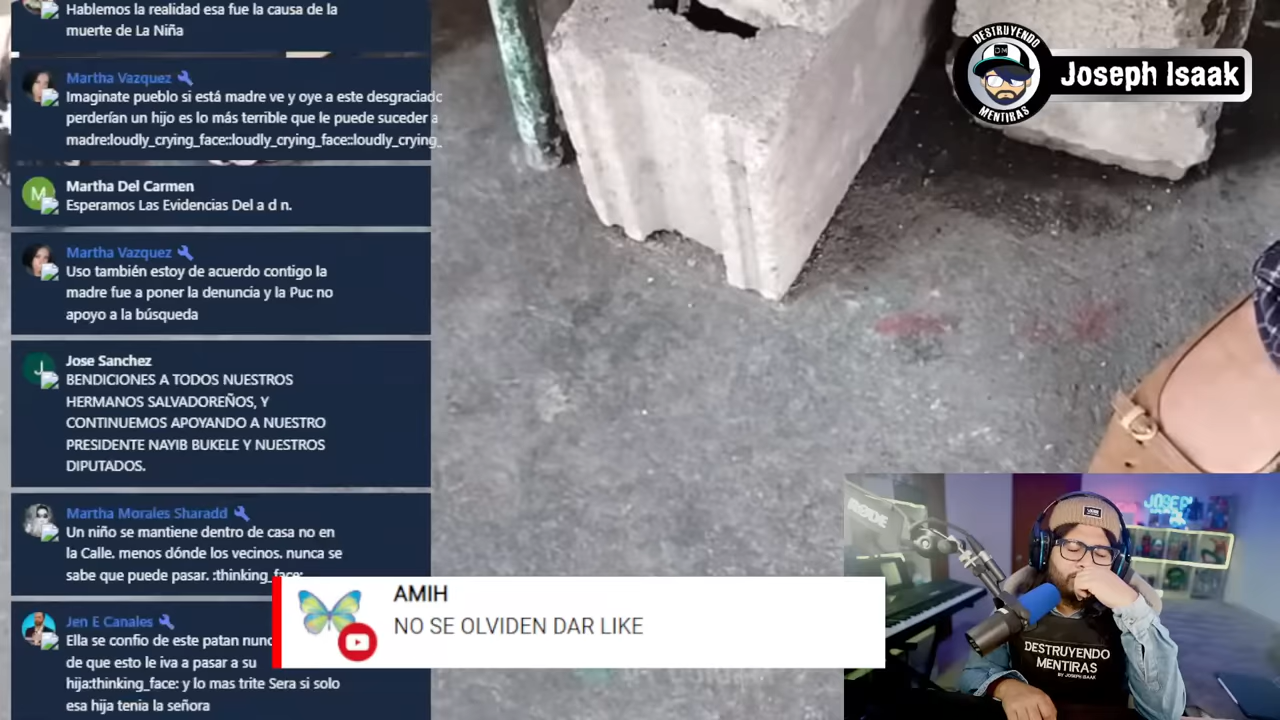 Hablemos la realidad esa fue la causa de la
muerte de La Niña
Martha Vazquez
Imaginate pueblo si está madre ve y oye a este desgraciado
perderían un hijo es lo más terrible que le puede suceder a
madre:loudly_crying_face::loudly_crying_face::loudly_crying_
Martha Del Carmen
Esperamos Las Evidencias Del a d n.
Martha Vazquez
Uso también estoy de acuerdo contigo la
madre fue a poner la denuncia y la Puc no
apoyo a la búsqueda
Jose Sanchez
BENDICIONES A TODOS NUESTROS
HERMANOS SALVADOREÑOS, Y
CONTINUEMOS APOYANDO A NUESTRO
PRESIDENTE NAYIB BUKELE Y NUESTROS
DIPUTADOS.
Martha Morales Sharadd
Un niño se mantiene dentro de casa no en
la Calle. menos dónde los vecinos. nunca se
sabe que puede pasar. :thinking_face:
Jen E Canales
Ella se confio de este patan nunc
de que esto le iva a pasar a su
hija:thinking_face: y lo mas trite Sera si solo
esa hija tenia la señora
AMIH
NO SE OLVIDEN DAR LIKE
DESTRUYENDO
DM
MENTIRAS
Joseph Isaak
RØDE
JOSEPH
DESTRUYENDO
MENTIRAS
BY JOSEPH ISAAK